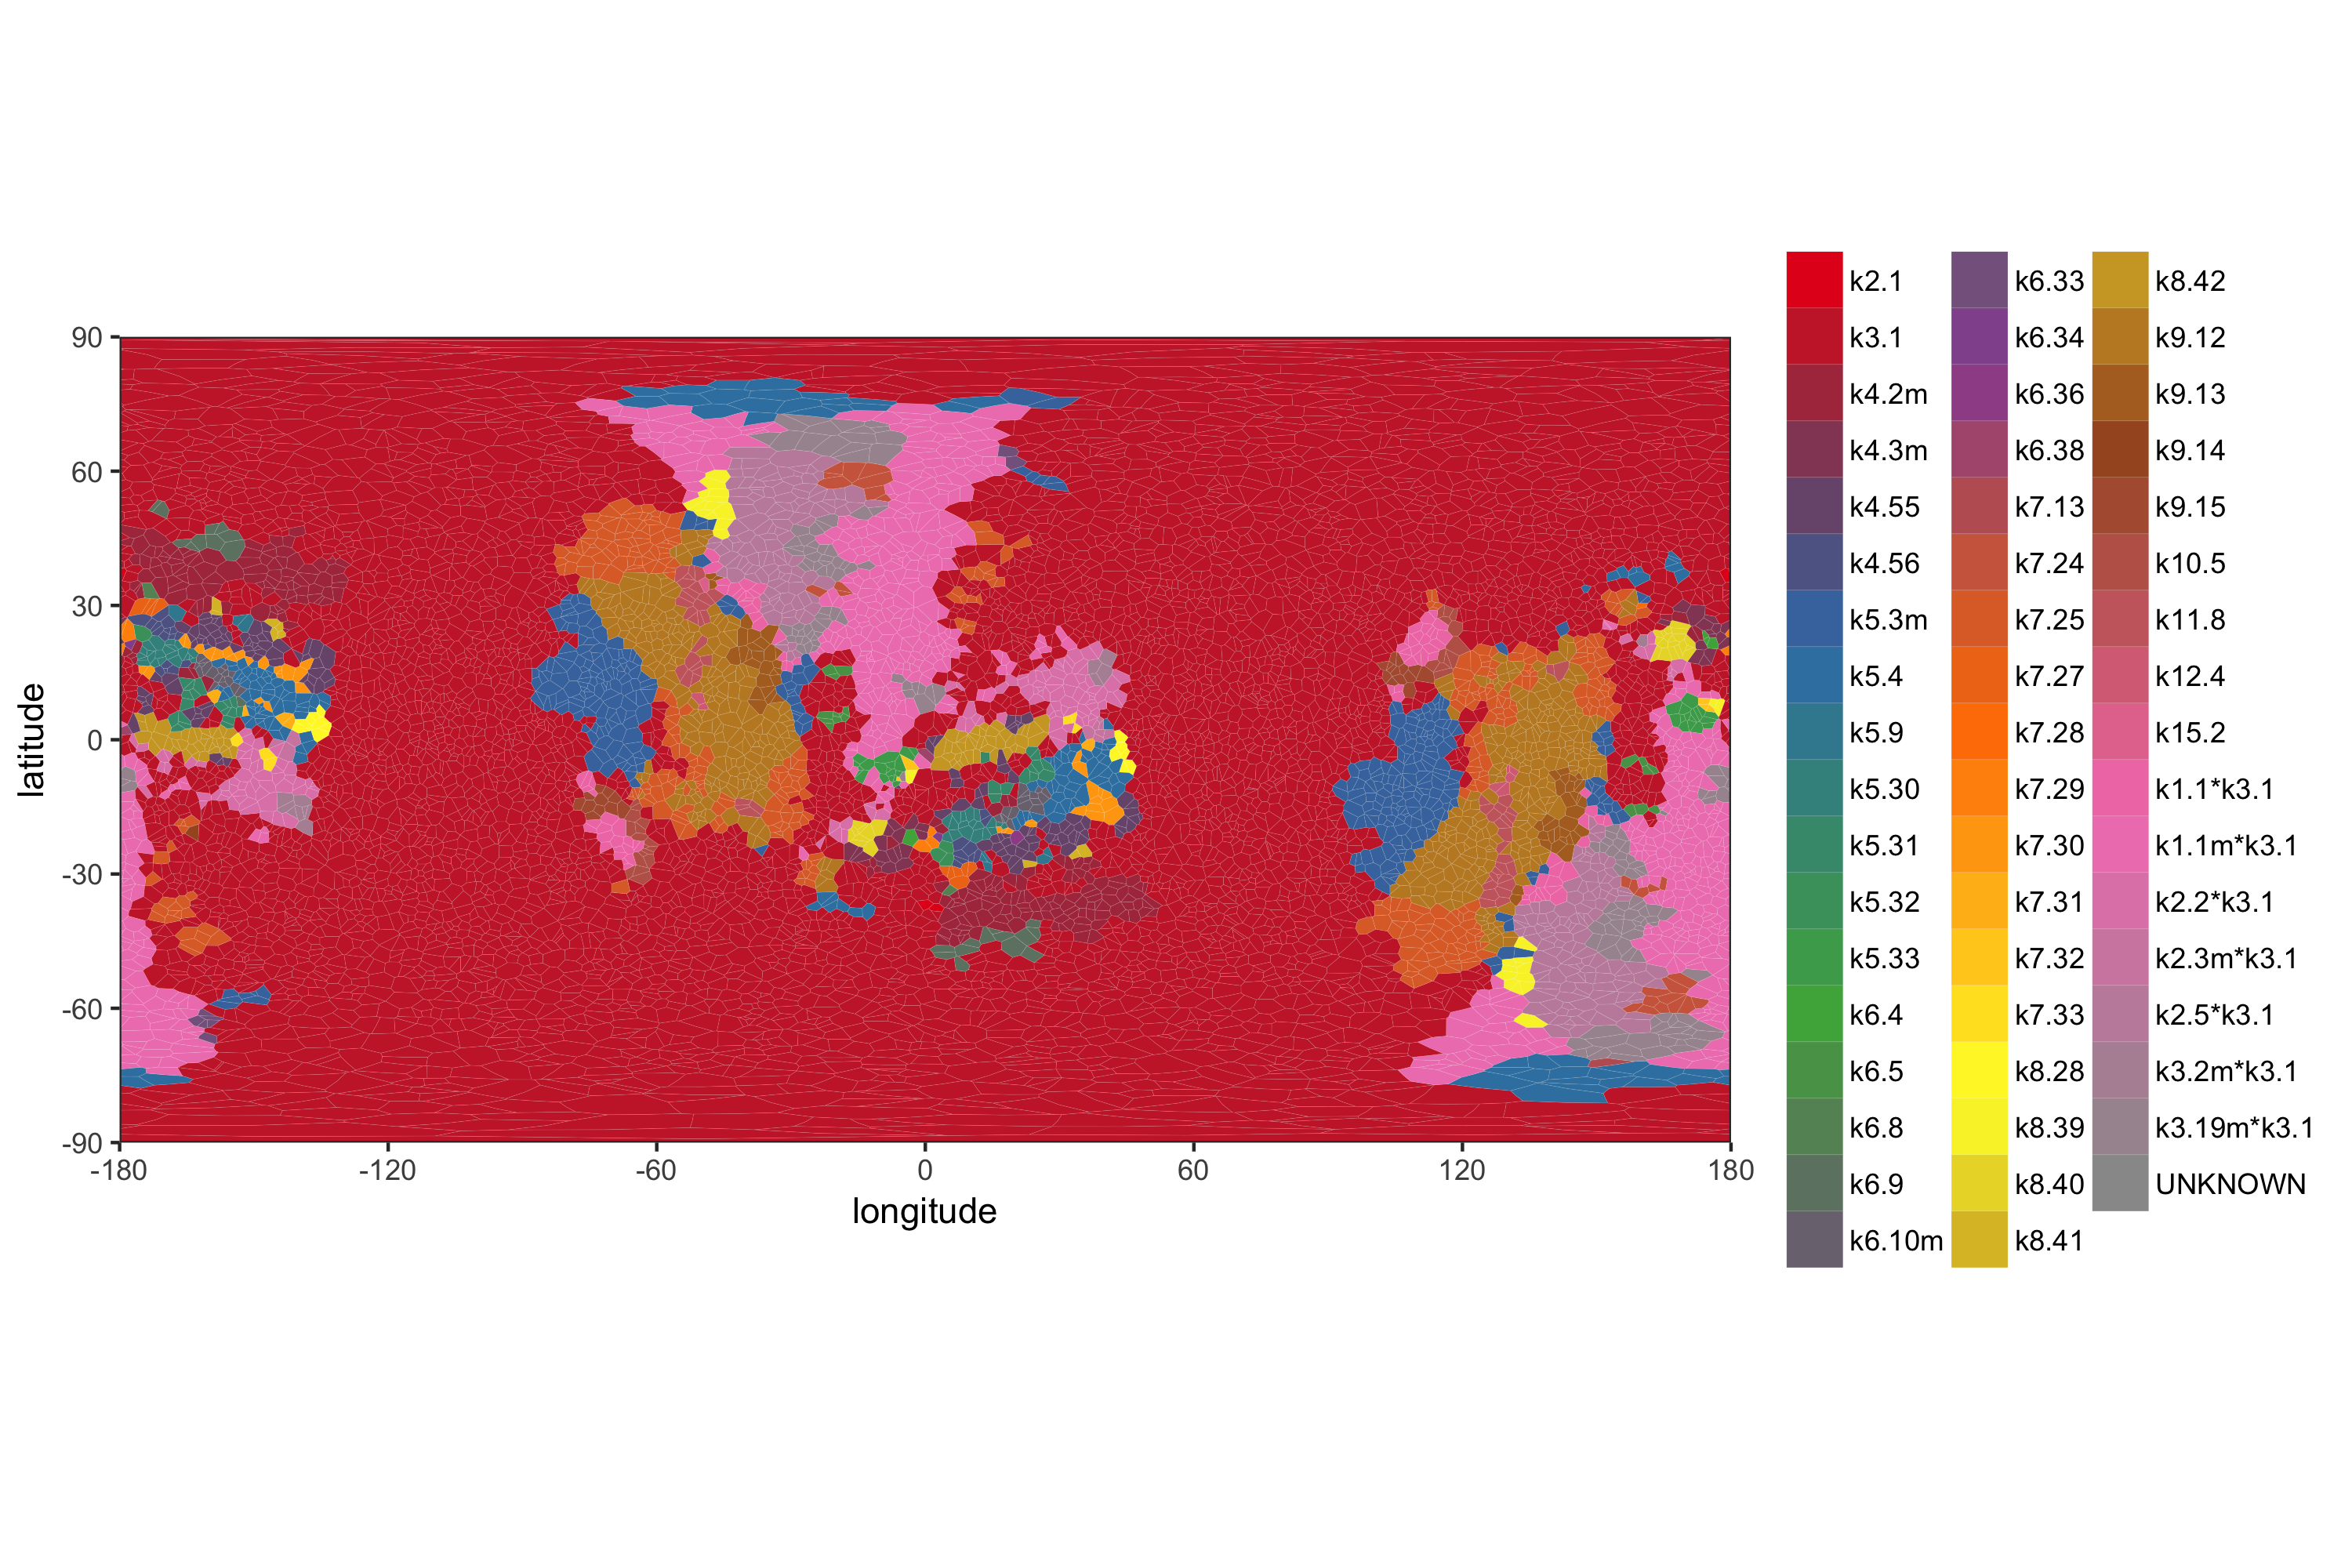 90
60
30
0
-30
-60
-90
latitude
-180
-120
-60
0
60
120
180
longitude
k2.1
k3.1
k4.2m
k4.3m
k4.55
k4.56
k5.3m
k5.4
k5.9
k5.30
k5.31
k5.32
k5.33
k6.4
k6.5
k6.8
k6.9
k6.10m
k6.33
k6.34
k6.36
k6.38
k7.13
k7.24
k7.25
k7.27
k7.28
k7.29
k7.30
k7.31
k7.32
k7.33
k8.28
k8.39
k8.40
k8.41
k8.42
k9.12
k9.13
k9.14
k9.15
k10.5
k11.8
k12.4
k15.2
k1.1*k3.1
k1.1m*k3.1
k2.2*k3.1
k2.3m*k3.1
k2.5*k3.1
k3.2m*k3.1
k3.19m*k3.1
UNKNOWN